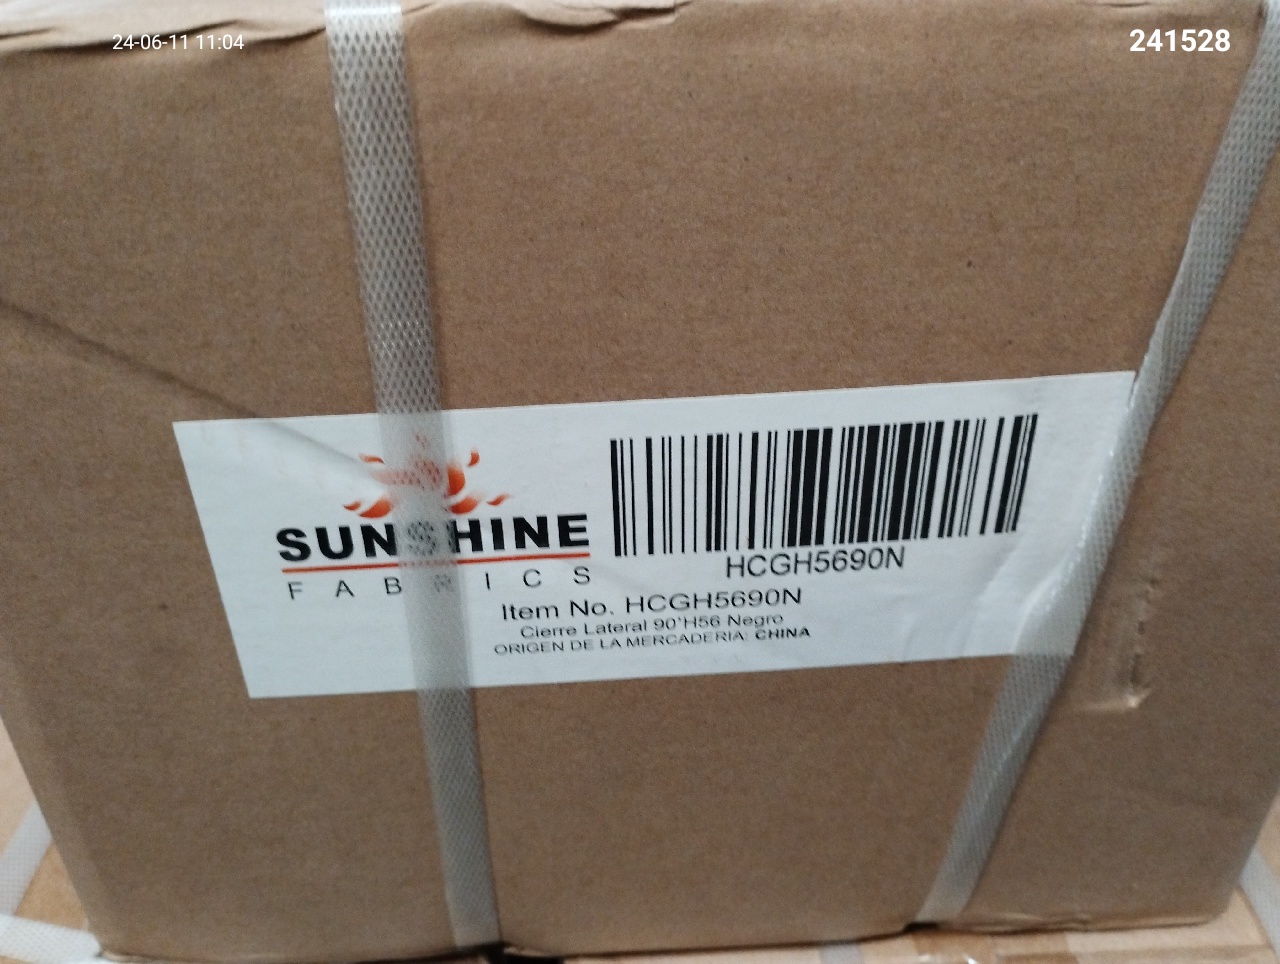 24-06-11 11:04
241528
SUNSHINE
FABRICS
HCGH5690N
Item No. HCGH5690N
Cierre Lateral 90°H56 Negro
ORIGEN DE LA MERCADERIA: CHINA